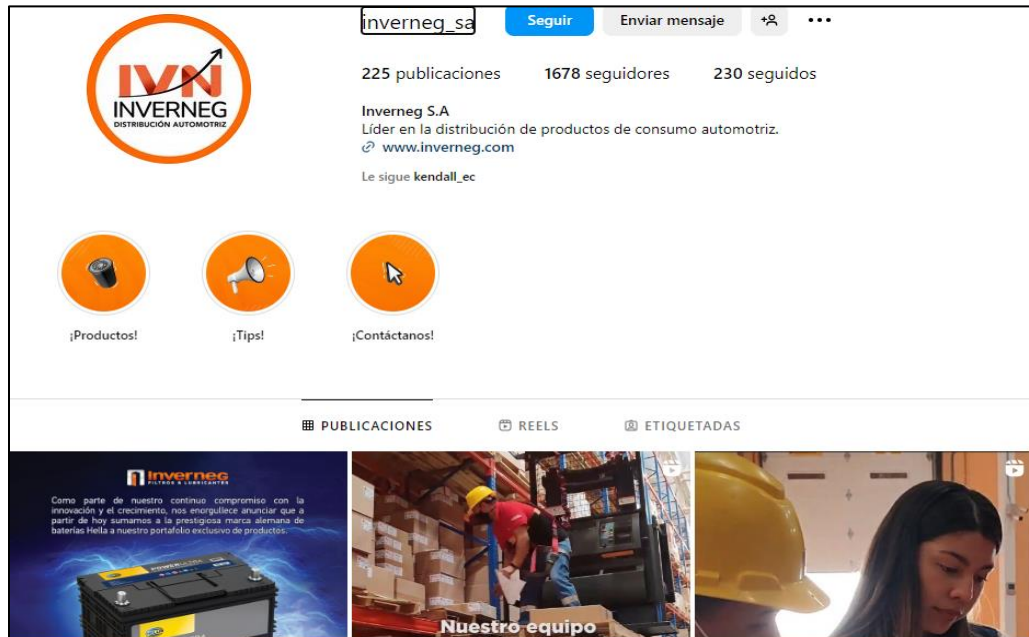 inverneg_sa Seguir Enviar mensaje
225 publicaciones 1678 seguidores 230 seguidos
IVN
INVERNEG
DISTRIBUCIÓN AUTOMOTRIZ
Inverneg S.A
Líder en la distribución de productos de consumo automotriz.
www.inverneg.com
Le sigue kendall_ec
¡Productos! ¡Tips! ¡Contáctanos!
PUBLICACIONES REELS ETIQUETADAS
Inverneg
FILTROS & LUBRICANTES
Como parte de nuestro continuo compromiso con la
innovación y el crecimiento, nos enorgullece anunciar que a
partir de hoy sumamos a la prestigiosa marca alemana de
baterías Hella a nuestro portafolio exclusivo de productos.
Nuestro equipo